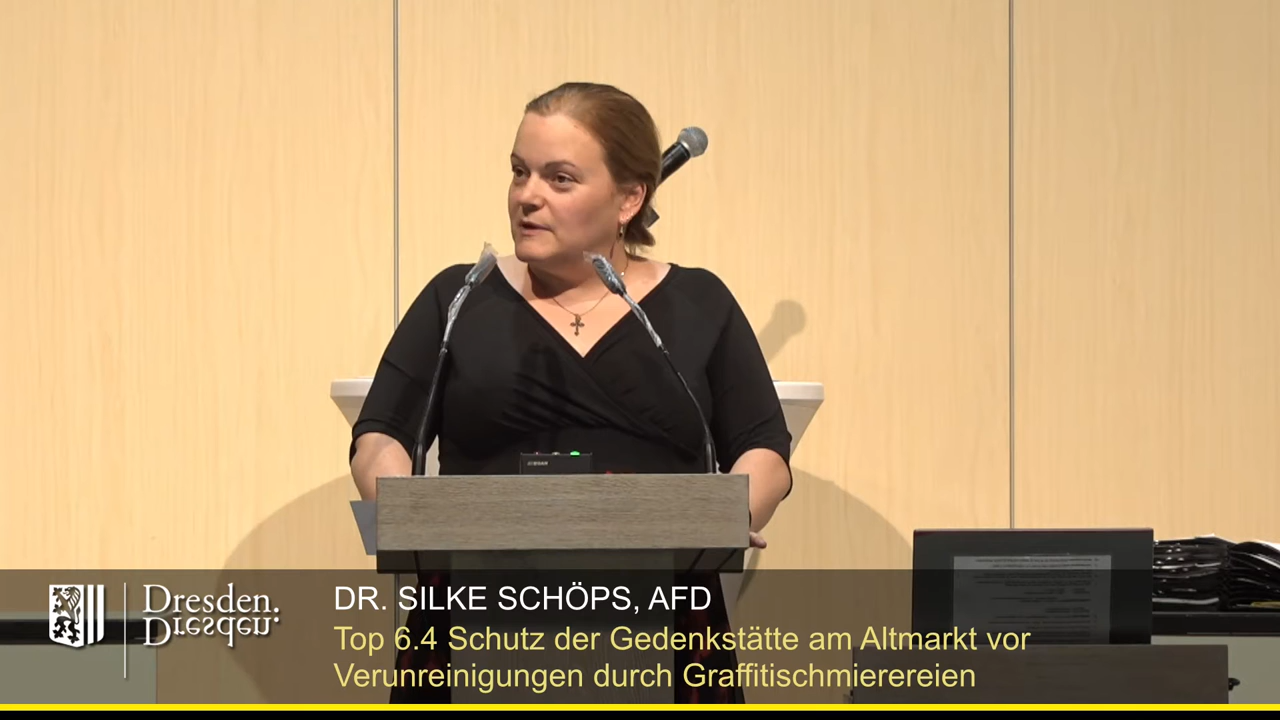 Dresden.
DR. SILKE SCHÖPS, AFD
Top 6.4 Schutz der Gedenkstätte am Altmarkt vor
Verunreinigungen durch Graffitischmierereien